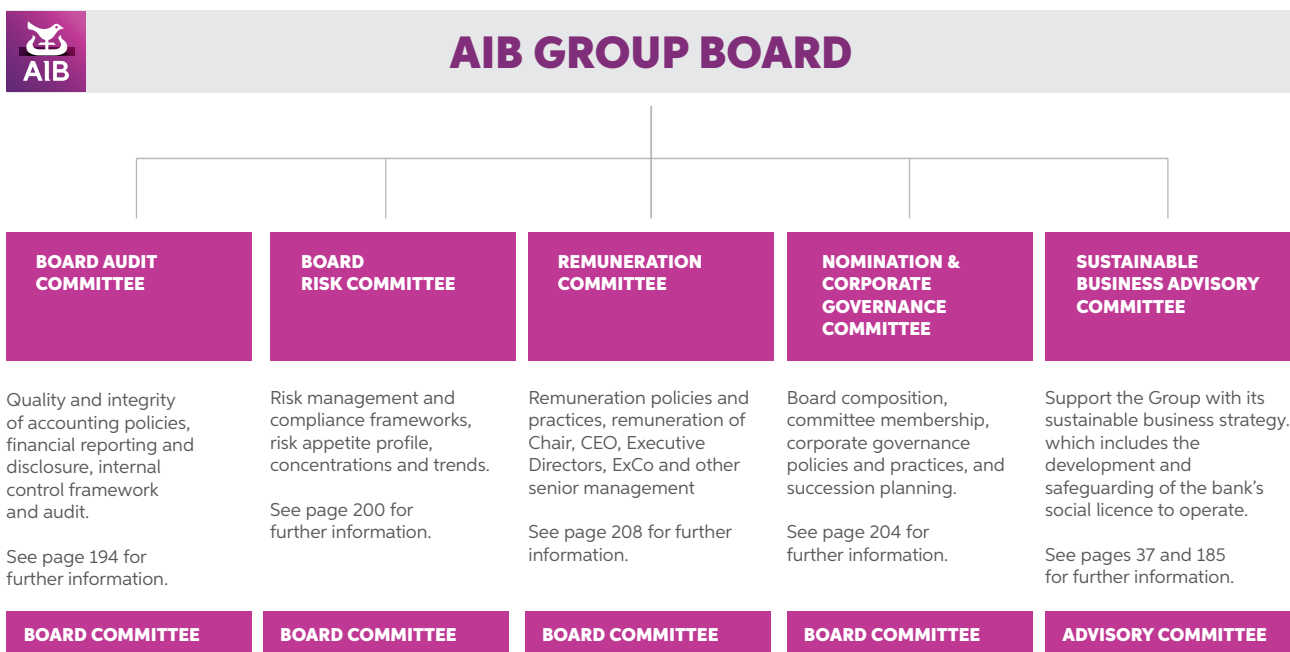 AIB
AIB GROUP BOARD
BOARD AUDIT
COMMITTEE
Quality and integrity
of accounting policies,
financial reporting and
disclosure, internal
control framework
and audit.
See page 194 for
further information.
BOARD COMMITTEE
BOARD
RISK COMMITTEE
Risk management and
compliance frameworks,
risk appetite profile,
concentrations and trends.
See page 200 for
further information.
BOARD COMMITTEE
REMUNERATION
COMMITTEE
Remuneration policies and
practices, remuneration of
Chair, CEO, Executive
Directors, ExCo and other
senior management
See page 208 for further
information.
BOARD COMMITTEE
NOMINATION &
CORPORATE
GOVERNANCE
COMMITTEE
Board composition,
committee membership,
corporate governance
policies and practices, and
succession planning.
See page 204 for
further information.
BOARD COMMITTEE
SUSTAINABLE
BUSINESS ADVISORY
COMMITTEE
Support the Group with its
sustainable business strategy.
which includes the
development and
safeguarding of the bank’s
social licence to operate.
See pages 37 and 185
for further information.
ADVISORY COMMITTEE